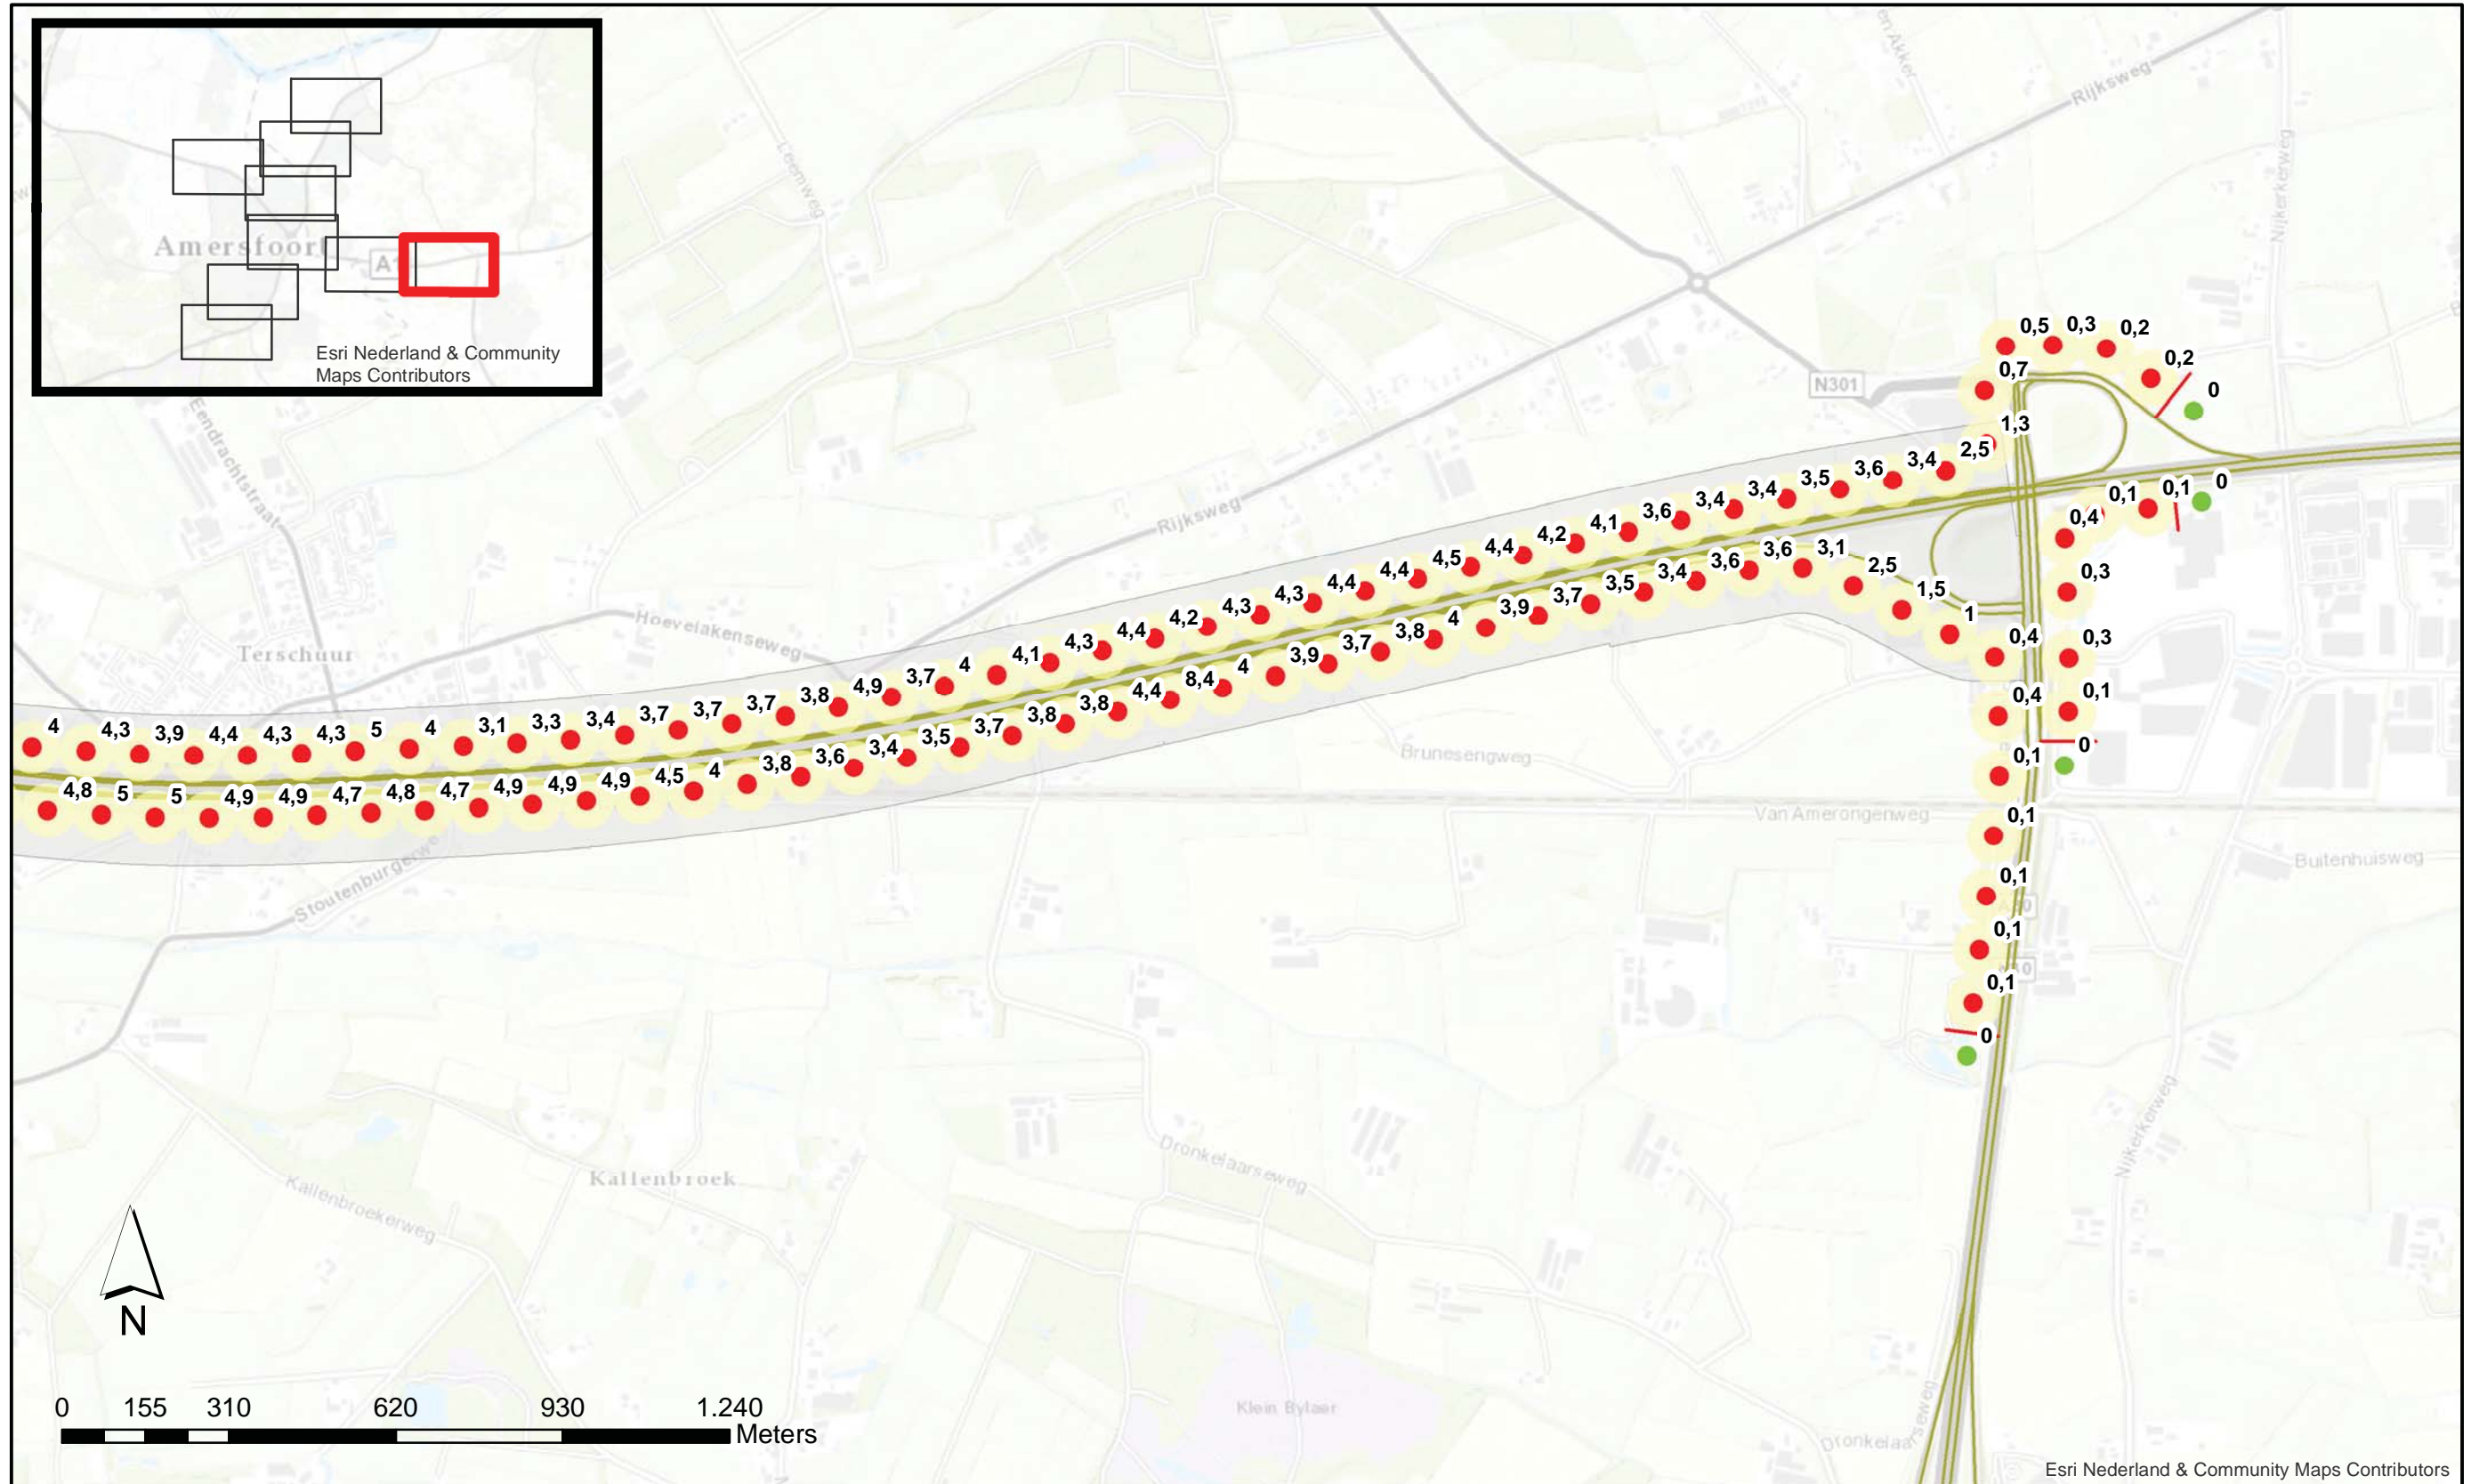 Amersfoort
A1
Esri Nederland & Community
Maps Contributors
en Akker
Rijksweg
Nijkerkerweg
Leemweg
N301
0,5 0,3 0,2
0,2
0,7
0
1,3
2,5
3,4
3,6
3,5
3,4
3,4
3,6
4,1
4,2
4,4
4,5
4,4
4,4
4,3
4,3
4,2
4,4
4,3
4,1
4
3,7
4,9
3,8
3,7
3,7
3,7
3,4
3,3
3,1
4
5
4,3
4,3
4,4
3,9
4,3
4
0,1 0,1 0
0,4
0,3
0,3
0,1
0
Eendrachtstraat
Rijksweg
Hoevelakenseweg
Terschuur
4,8 5 5 4,9 4,9 4,7 4,8 4,7 4,9 4,9 4,9 4,5 4 3,8 3,6 3,4 3,5 3,7 3,8 3,8 4,4 8,4 4 3,9 3,7 3,8 4 3,9 3,7 3,5 3,4 3,6 3,6 3,1 2,5 1,5 1 0,4
0,4
0,1
0,1
0,1
0,1
0,1
0
Brunesengweg
Van Amerongenweg
Buitenhuisweg
Stoutenburgerwe
Kallenbroek
Kallenbroekerweg
Dronkelaarseweg
Nijkerkerweg
Klein Bylaer
Dronkelaarseweg
N
0 155 310 620 930 1.240
Meters
Esri Nederland & Community Maps Contributors